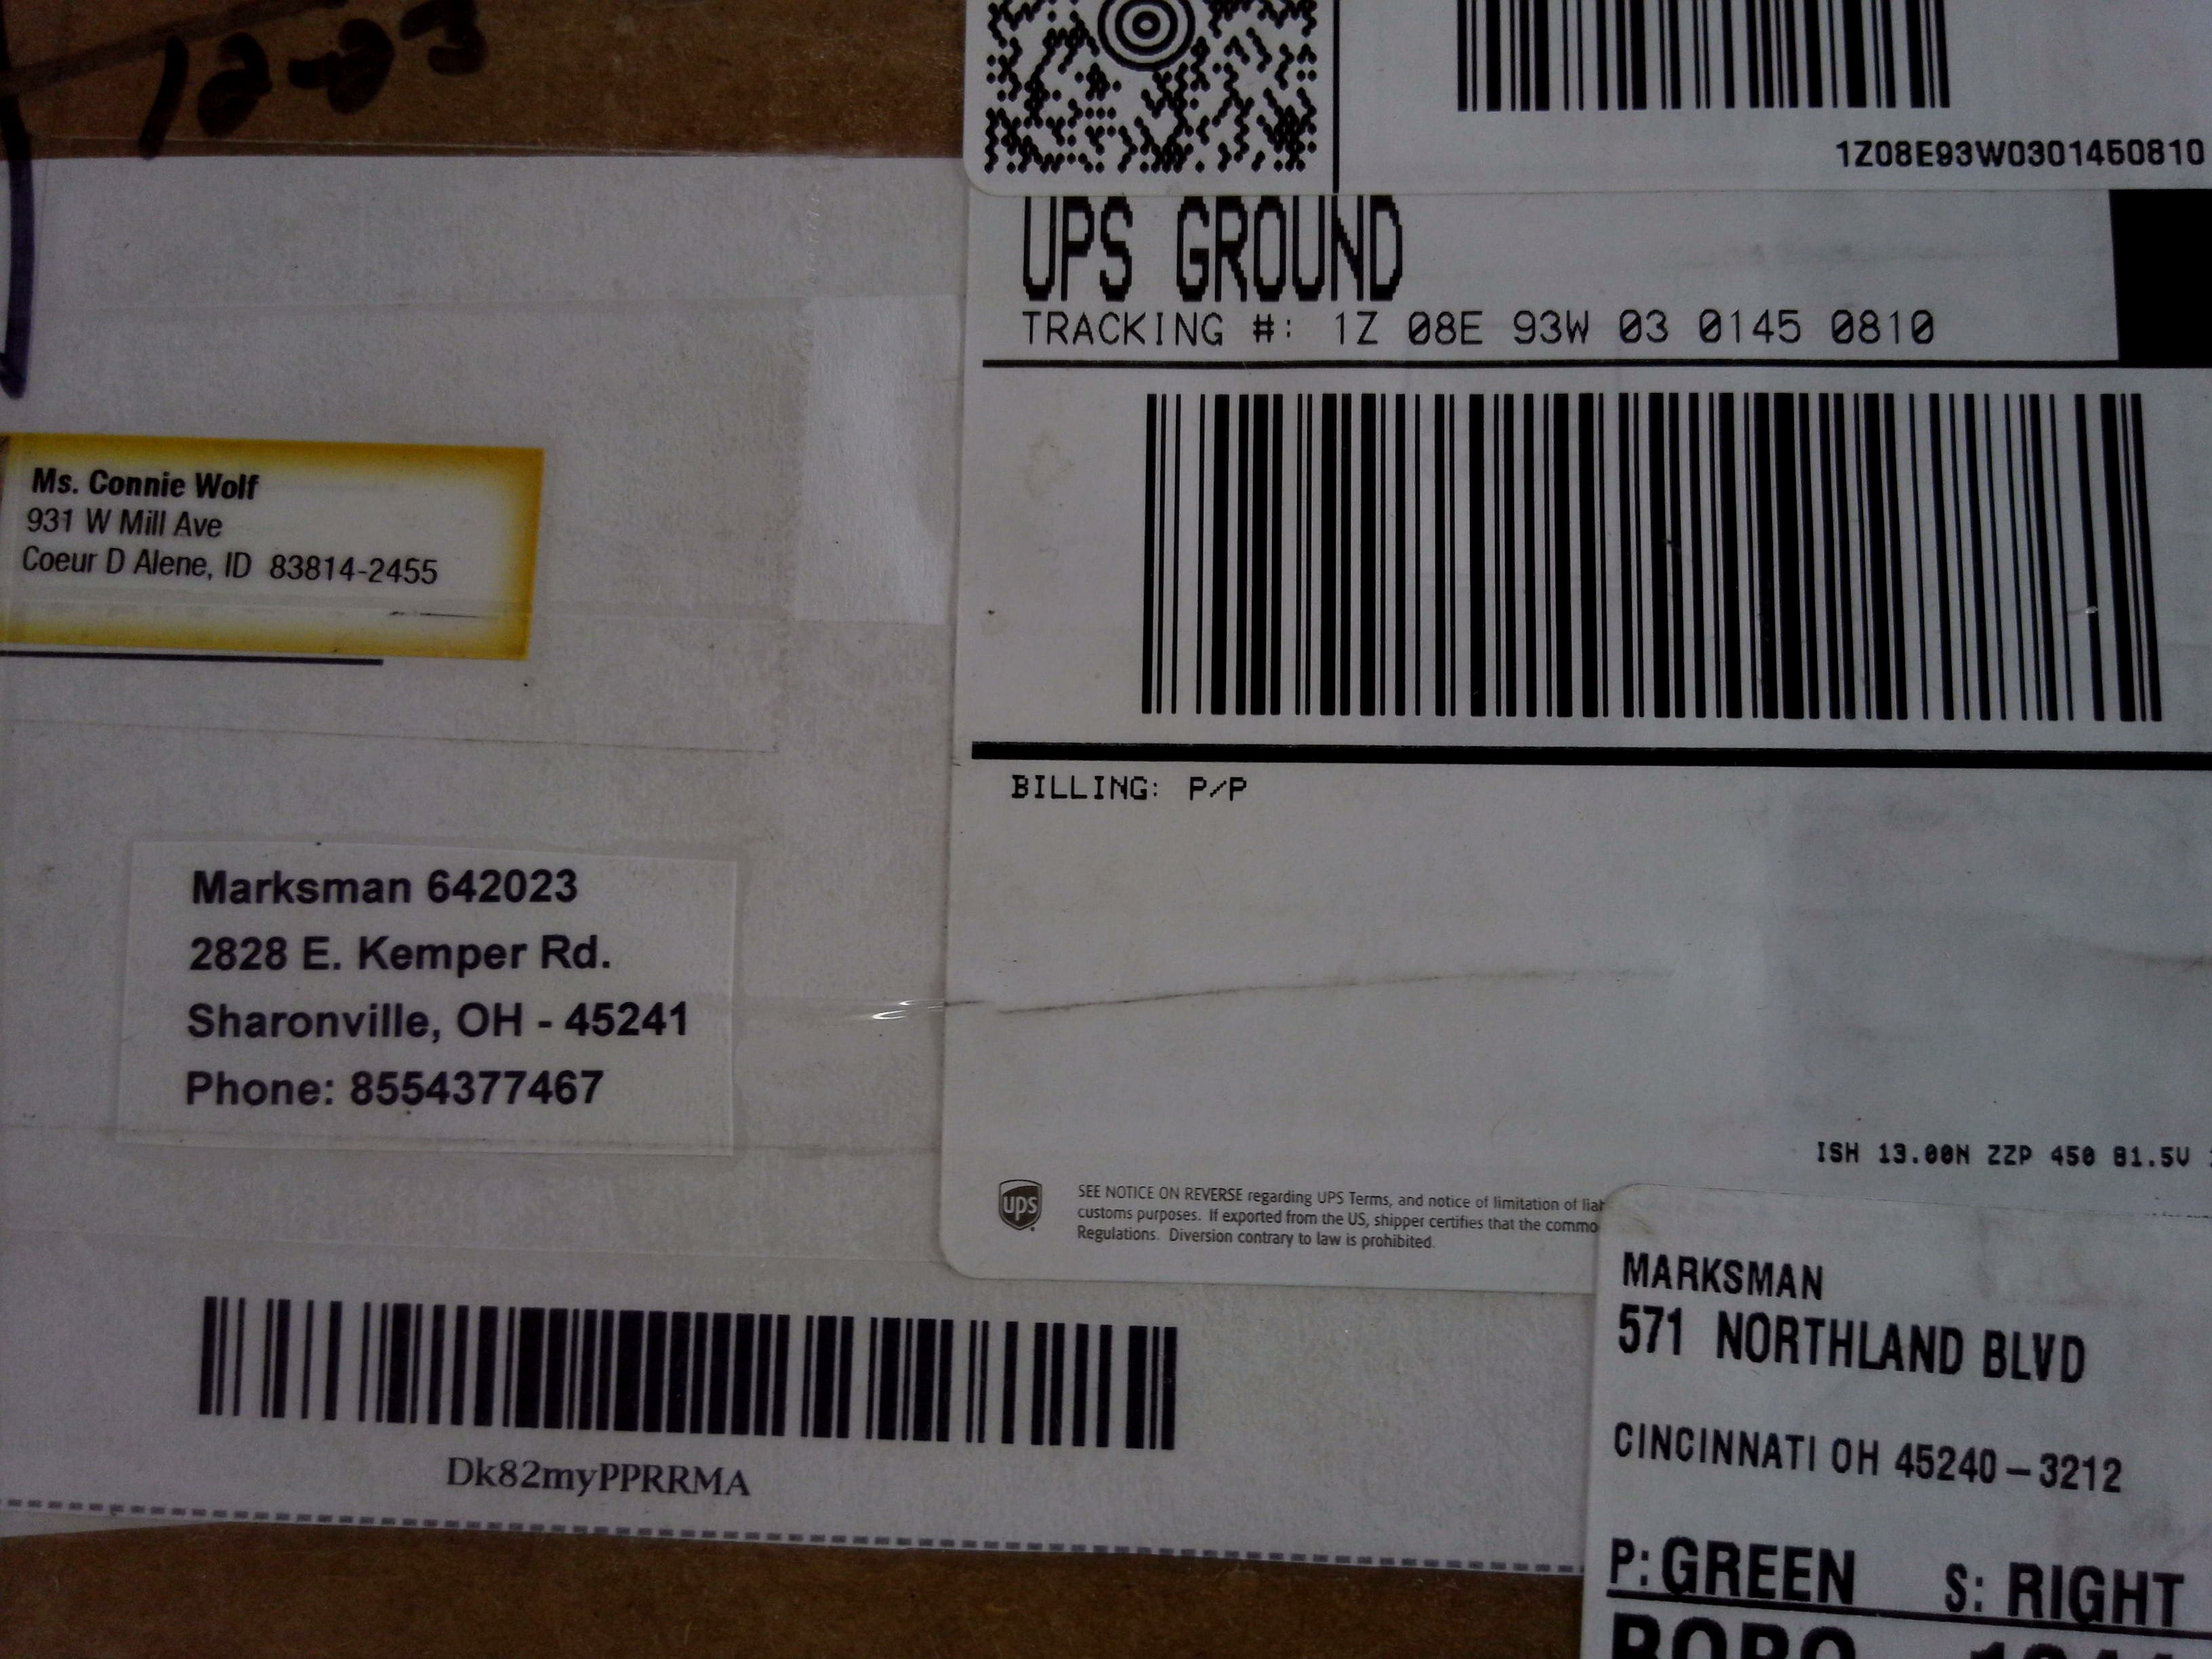 12-03
1Z08E93W0301450810
UPS GROUND
TRACKING #: 1Z 08E 93W 03 0145 0810
Ms. Connie Wolf
931 W Mill Ave
Coeur D Alene, ID 83814-2455
BILLING: P/P
Marksman 642023
2828 E. Kemper Rd.
Sharonville, OH - 45241
Phone: 8554377467
ISH 13.00N ZZP 450 81.5V
ups
SEE NOTICE ON REVERSE regarding UPS Terms, and notice of limitation of
customs purposes. If exported from the US, shipper certifies that the
Regulations. Diversion contrary to law is prohibited.
Dk82myPPRRMA
MARKSMAN
571 NORTHLAND BLVD
CINCINNATI OH 45240-3212
P: GREEN S: RIGHT